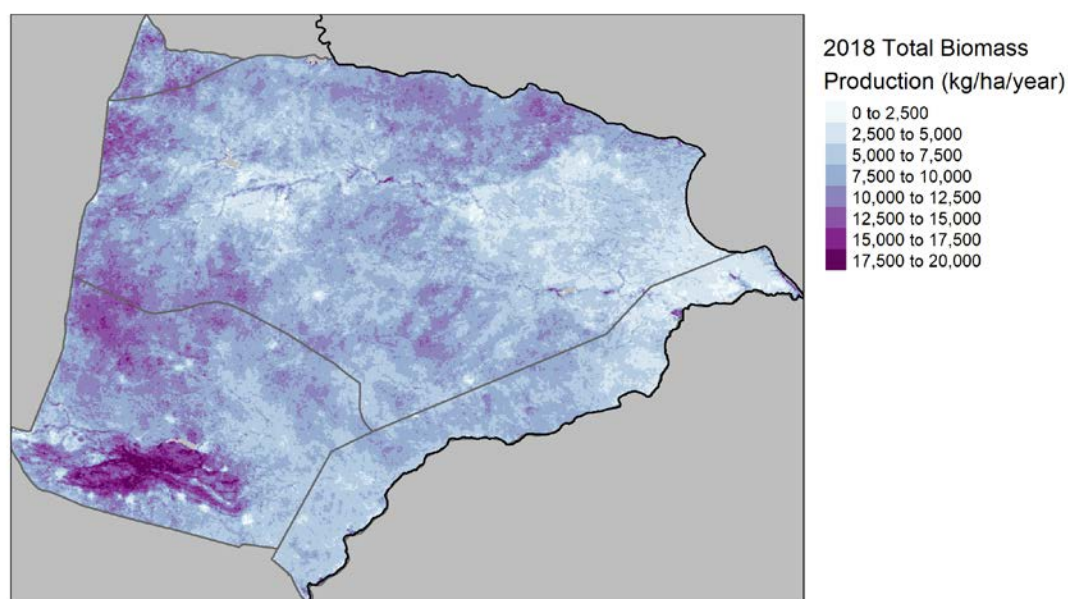 2018 Total Biomass
Production (kg/ha/year)
0 to 2,500
2,500 to 5,000
5,000 to 7,500
7,500 to 10,000
10,000 to 12,500
12,500 to 15,000
15,000 to 17,500
17,500 to 20,000